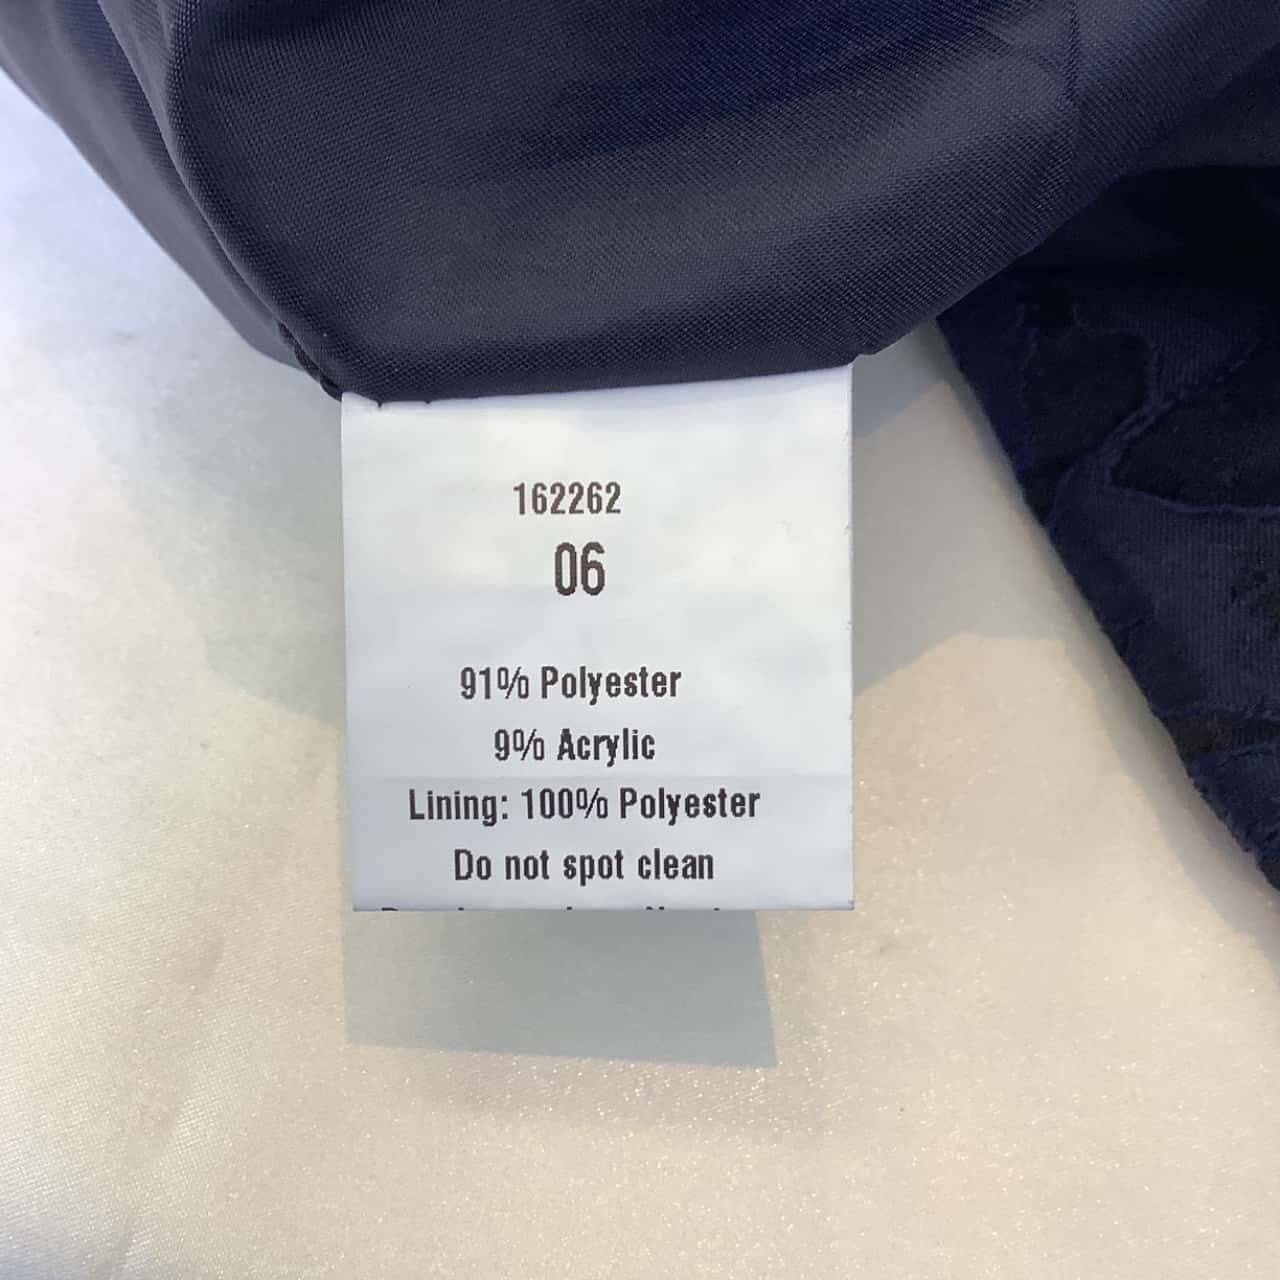 162262
06
91% Polyester
9% Acrylic
Lining: 100% Polyester
Do not spot clean